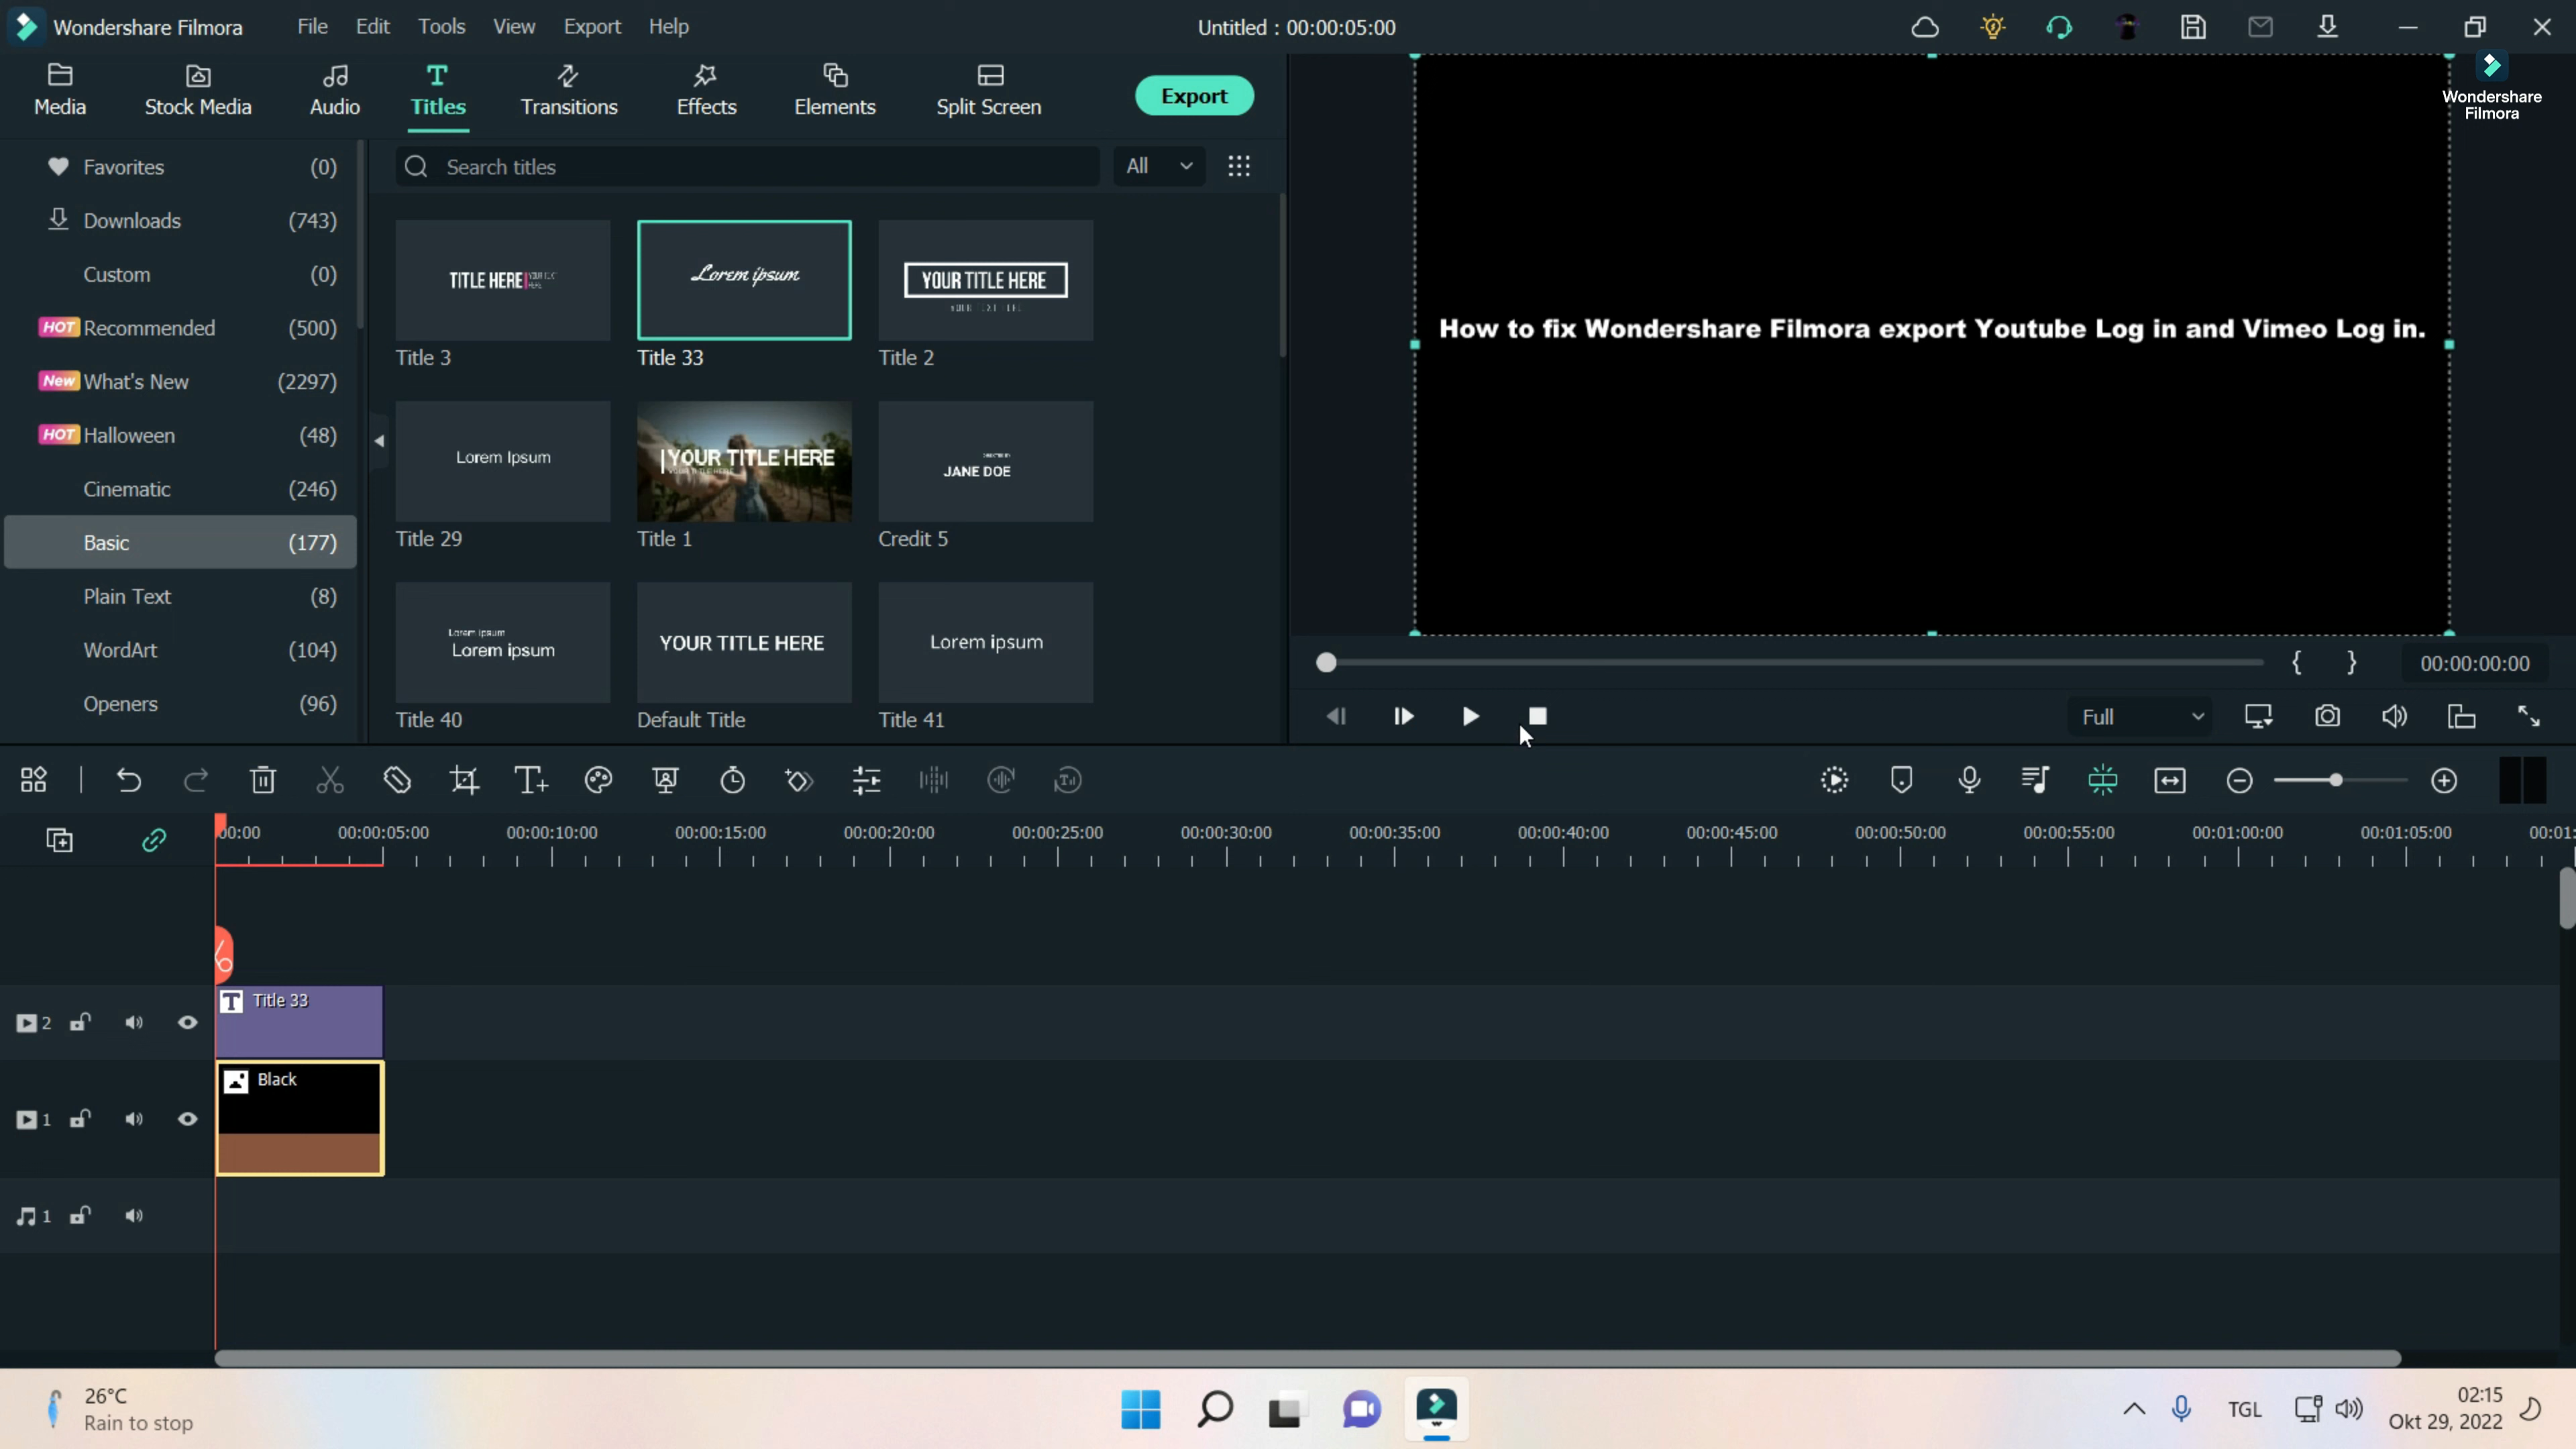 Wondershare Filmora File Edit Tools View Export Help Untitled : 00:00:05:00
Wondershare
Filmora
Media Stock Media Audio Titles Transitions Effects Elements Split Screen Export
Search titles All
Favorites (0)
Downloads (743)
Custom (0)
HOT Recommended (500)
New What's New (2297)
HOT Halloween (48)
Cinematic (246)
Basic (177)
Plain Text (8)
WordArt (104)
Openers (96)
TITLE HERE
Lorem ipsum
YOUR TITLE HERE
Title 3 Title 33 Title 2
Lorem Ipsum
YOUR TITLE HERE
JANE DOE
Title 29 Title 1 Credit 5
Lorem ipsum
Lorem ipsum
YOUR TITLE HERE
Lorem ipsum
Title 40 Default Title Title 41
How to fix Wondershare Filmora export Youtube Log in and Vimeo Log in.
{ } 00:00:00:00
Full
00:00 00:00:05:00 00:00:10:00 00:00:15:00 00:00:20:00 00:00:25:00 00:00:30:00 00:00:35:00 00:00:40:00 00:00:45:00 00:00:50:00 00:00:55:00 00:01:00:00 00:01:05:00 00:01:
2 T Title 33
1 Black
1
26°C
Rain to stop
TGL
02:15
Okt 29, 2022